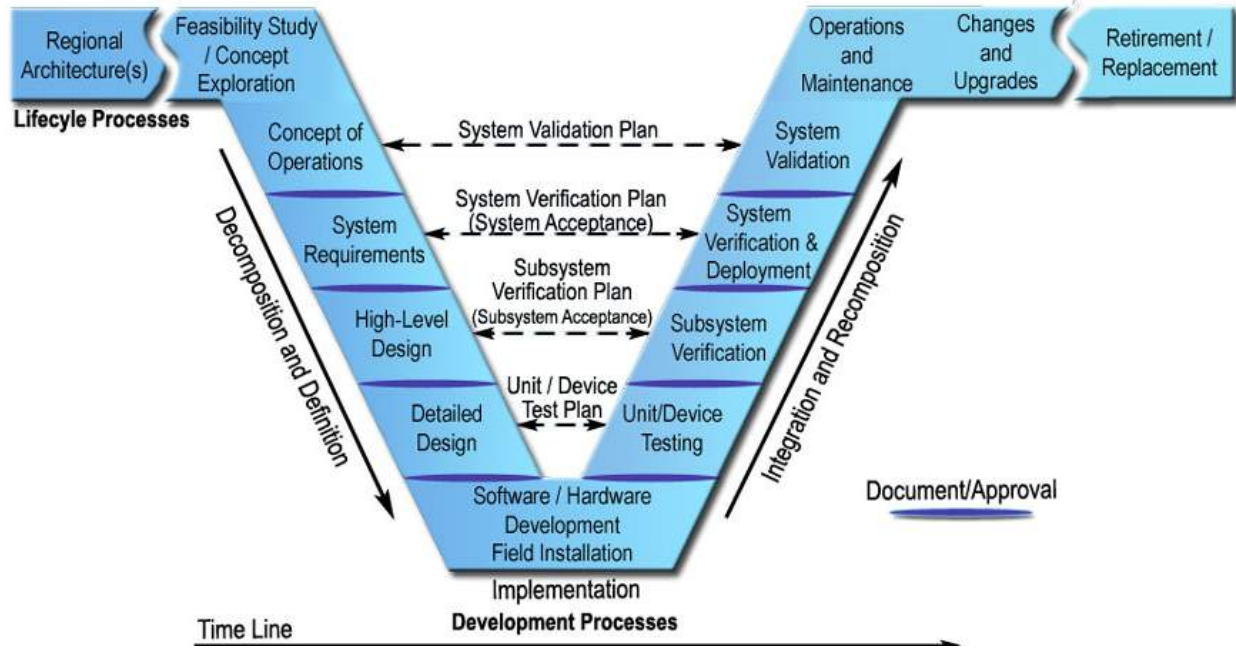 Regional
Architecture(s)
Feasibility Study
/ Concept
Exploration
Operations
and
Maintenance
Changes
and
Upgrades
Retirement /
Replacement
Lifecyle Processes
Concept of
Operations
System Validation Plan
System
Validation
System
Requirements
System Verification Plan
(System Acceptance)
System
Verification &
Deployment
High-Level
Design
Subsystem
Verification Plan
(Subsystem Acceptance)
Subsystem
Verification
Detailed
Design
Unit / Device
Test Plan
Unit/Device
Testing
Decomposition and Definition
Integration and Recomposition
Software / Hardware
Development
Field Installation
Document/Approval
Implementation
Development Processes
Time Line